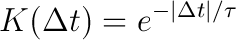 K(Δt) = e^{-|Δt|/τ}